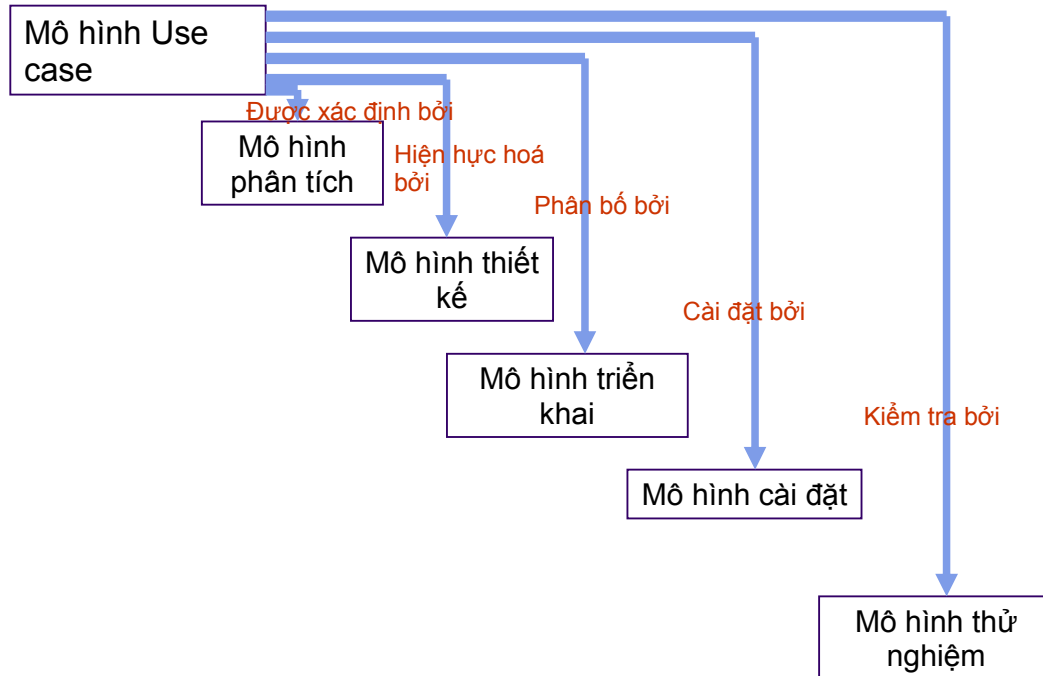 Mô hình Use
case
Được xác định bởi
Mô hình
phân tích
Hiện hực hoá
bởi
Phân bố bởi
Mô hình thiết
kế
Cài đặt bởi
Mô hình triển
khai
Kiểm tra bởi
Mô hình cài đặt
Mô hình thử
nghiệm